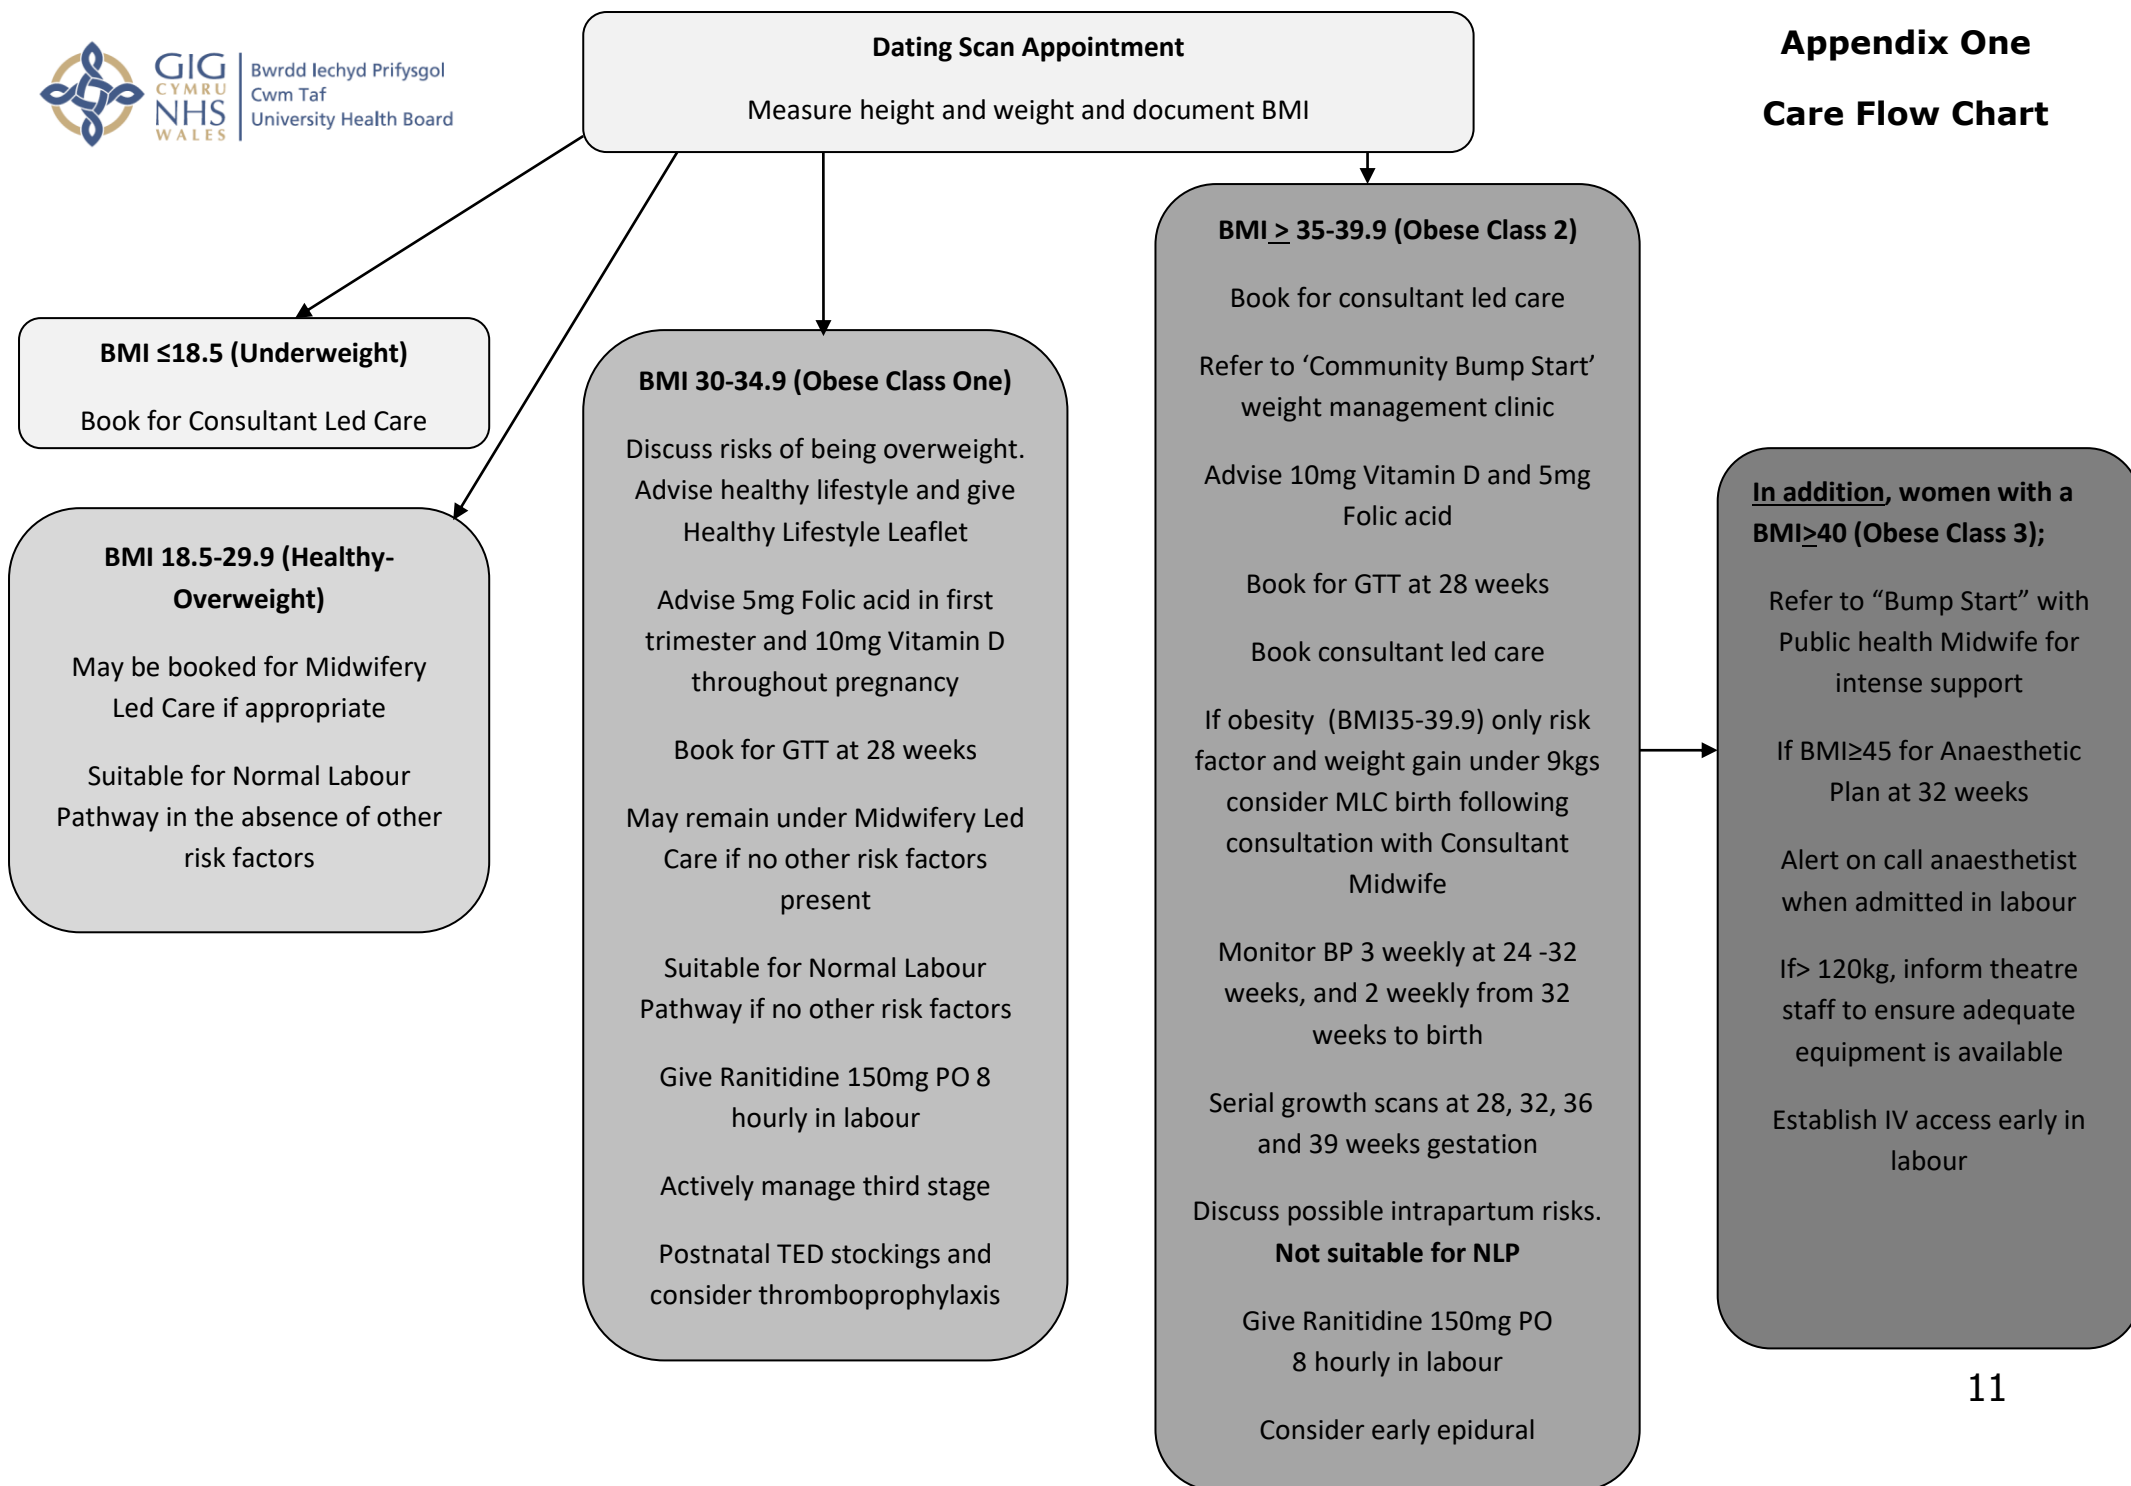 GIG
CYMRU
NHS
WALES
Bwrdd Iechyd Prifysgol
Cwm Taf
University Health Board
Dating Scan Appointment
Measure height and weight and document BMI
Appendix One
Care Flow Chart
BMI ≤18.5 (Underweight)
Book for Consultant Led Care
BMI 18.5-29.9 (Healthy-
Overweight)
May be booked for Midwifery
Led Care if appropriate
Suitable for Normal Labour
Pathway in the absence of other
risk factors
BMI 30-34.9 (Obese Class One)
Discuss risks of being overweight.
Advise healthy lifestyle and give
Healthy Lifestyle Leaflet
Advise 5mg Folic acid in first
trimester and 10mg Vitamin D
throughout pregnancy
Book for GTT at 28 weeks
May remain under Midwifery Led
Care if no other risk factors
present
Suitable for Normal Labour
Pathway if no other risk factors
Give Ranitidine 150mg PO 8
hourly in labour
Actively manage third stage
Postnatal TED stockings and
consider thromboprophylaxis
BMI > 35-39.9 (Obese Class 2)
Book for consultant led care
Refer to ‘Community Bump Start’
weight management clinic
Advise 10mg Vitamin D and 5mg
Folic acid
Book for GTT at 28 weeks
Book consultant led care
If obesity (BMI35-39.9) only risk
factor and weight gain under 9kgs
consider MLC birth following
consultation with Consultant
Midwife
Monitor BP 3 weekly at 24 -32
weeks, and 2 weekly from 32
weeks to birth
Serial growth scans at 28, 32, 36
and 39 weeks gestation
Discuss possible intrapartum risks.
Not suitable for NLP
Give Ranitidine 150mg PO
8 hourly in labour
Consider early epidural
In addition, women with a
BMI>40 (Obese Class 3);
Refer to “Bump Start” with
Public health Midwife for
intense support
If BMI≥45 for Anaesthetic
Plan at 32 weeks
Alert on call anaesthetist
when admitted in labour
If> 120kg, inform theatre
staff to ensure adequate
equipment is available
Establish IV access early in
labour
11